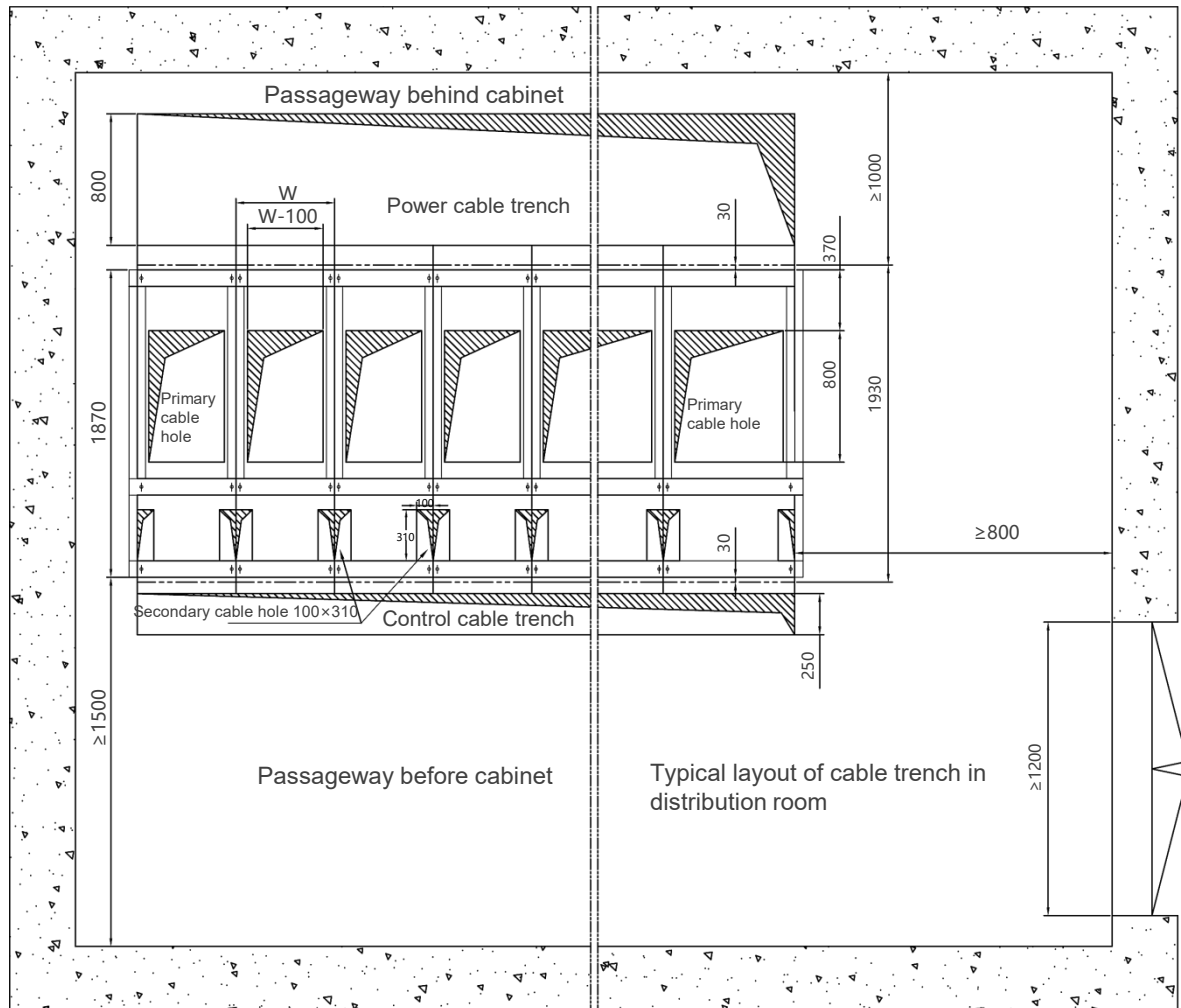 Passageway behind cabinet
≥1000
800
W
Power cable trench
30
W-100
370
1870
Primary
cable
hole
800
1930
Primary
cable hole
100
310
30
≥800
Secondary cable hole 100×310
Control cable trench
250
≥1500
Passageway before cabinet
Typical layout of cable trench in
distribution room
≥1200